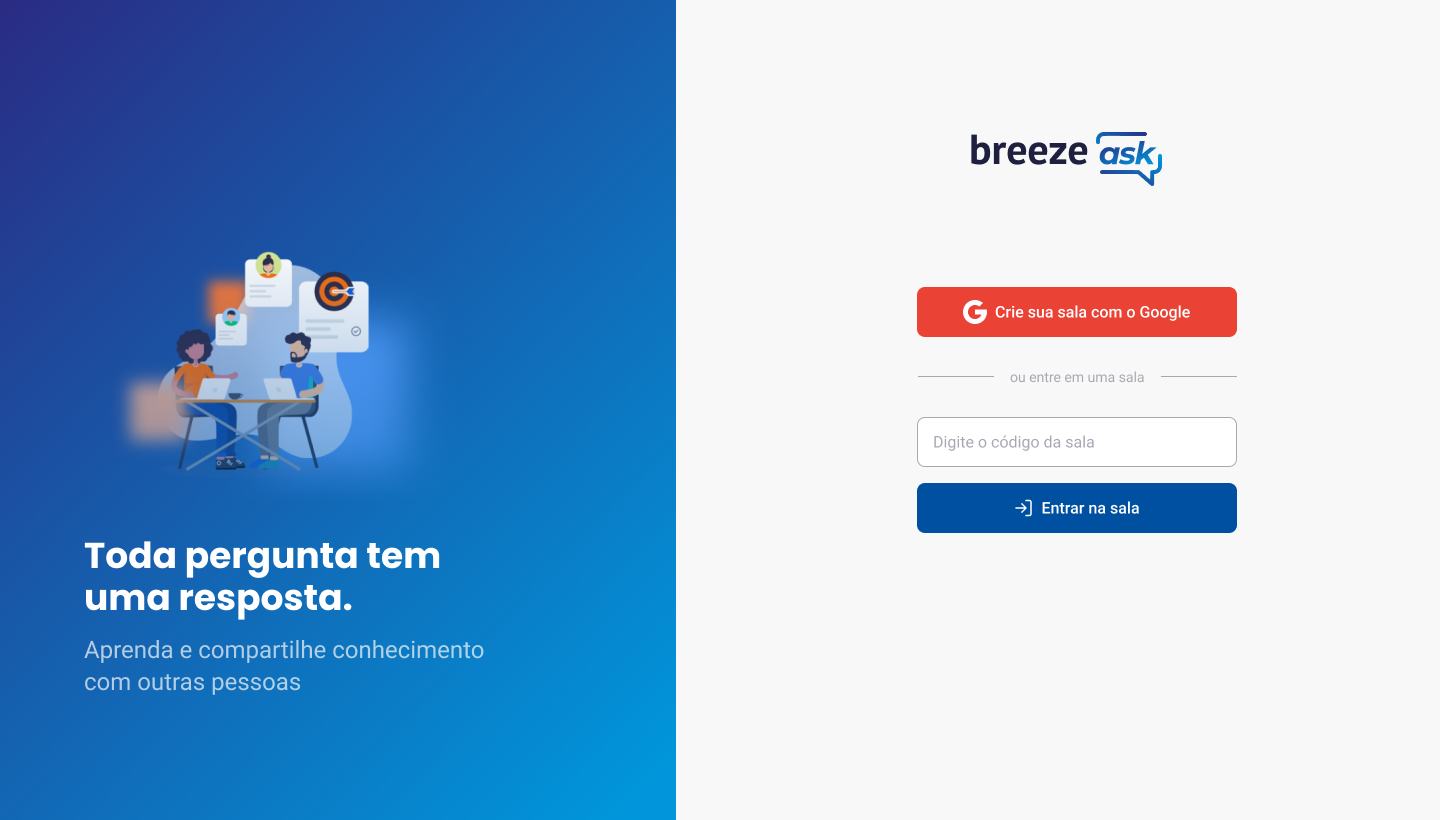 Toda pergunta tem
uma resposta.
Aprenda e compartilhe conhecimento
com outras pessoas
breeze ask
Crie sua sala com o Google
ou entre em uma sala
Digite o código da sala
Entrar na sala